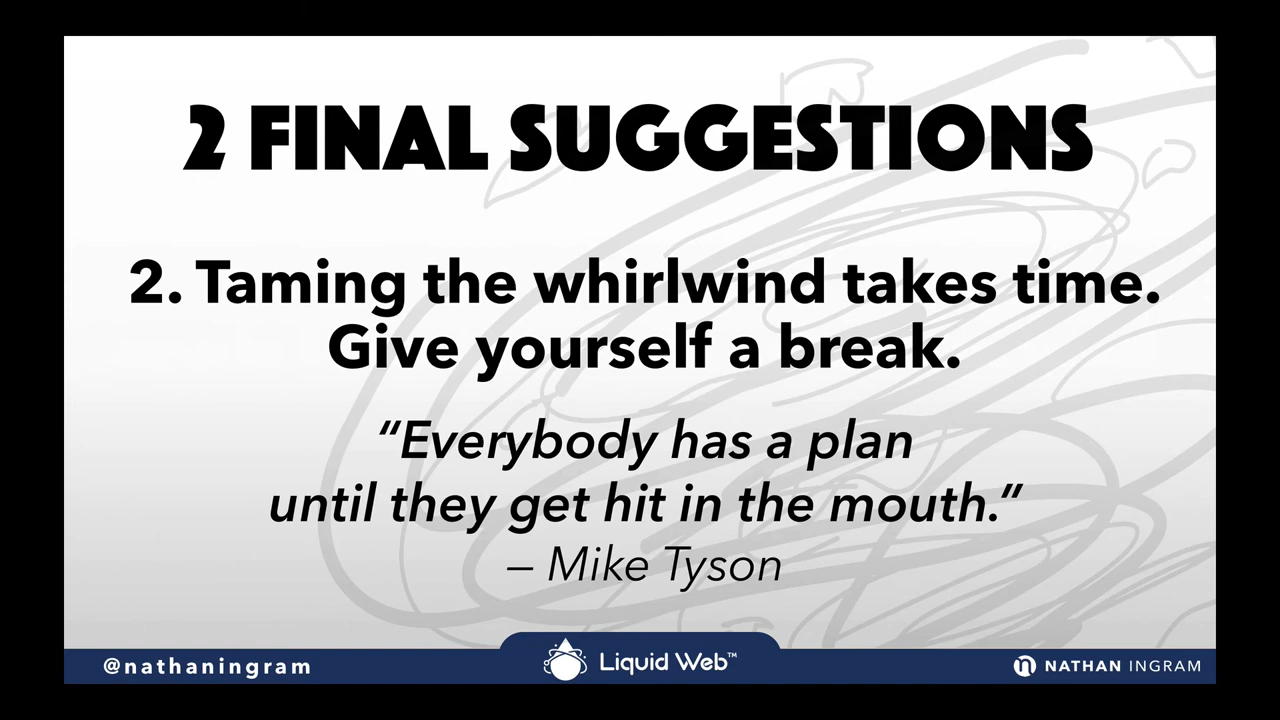 2 FINAL SUGGESTIONS
2. Taming the whirlwind takes time.
Give yourself a break.
“Everybody has a plan
until they get hit in the mouth.”
– Mike Tyson
@nathaningram
Liquid Web™
NATHAN INGRAM